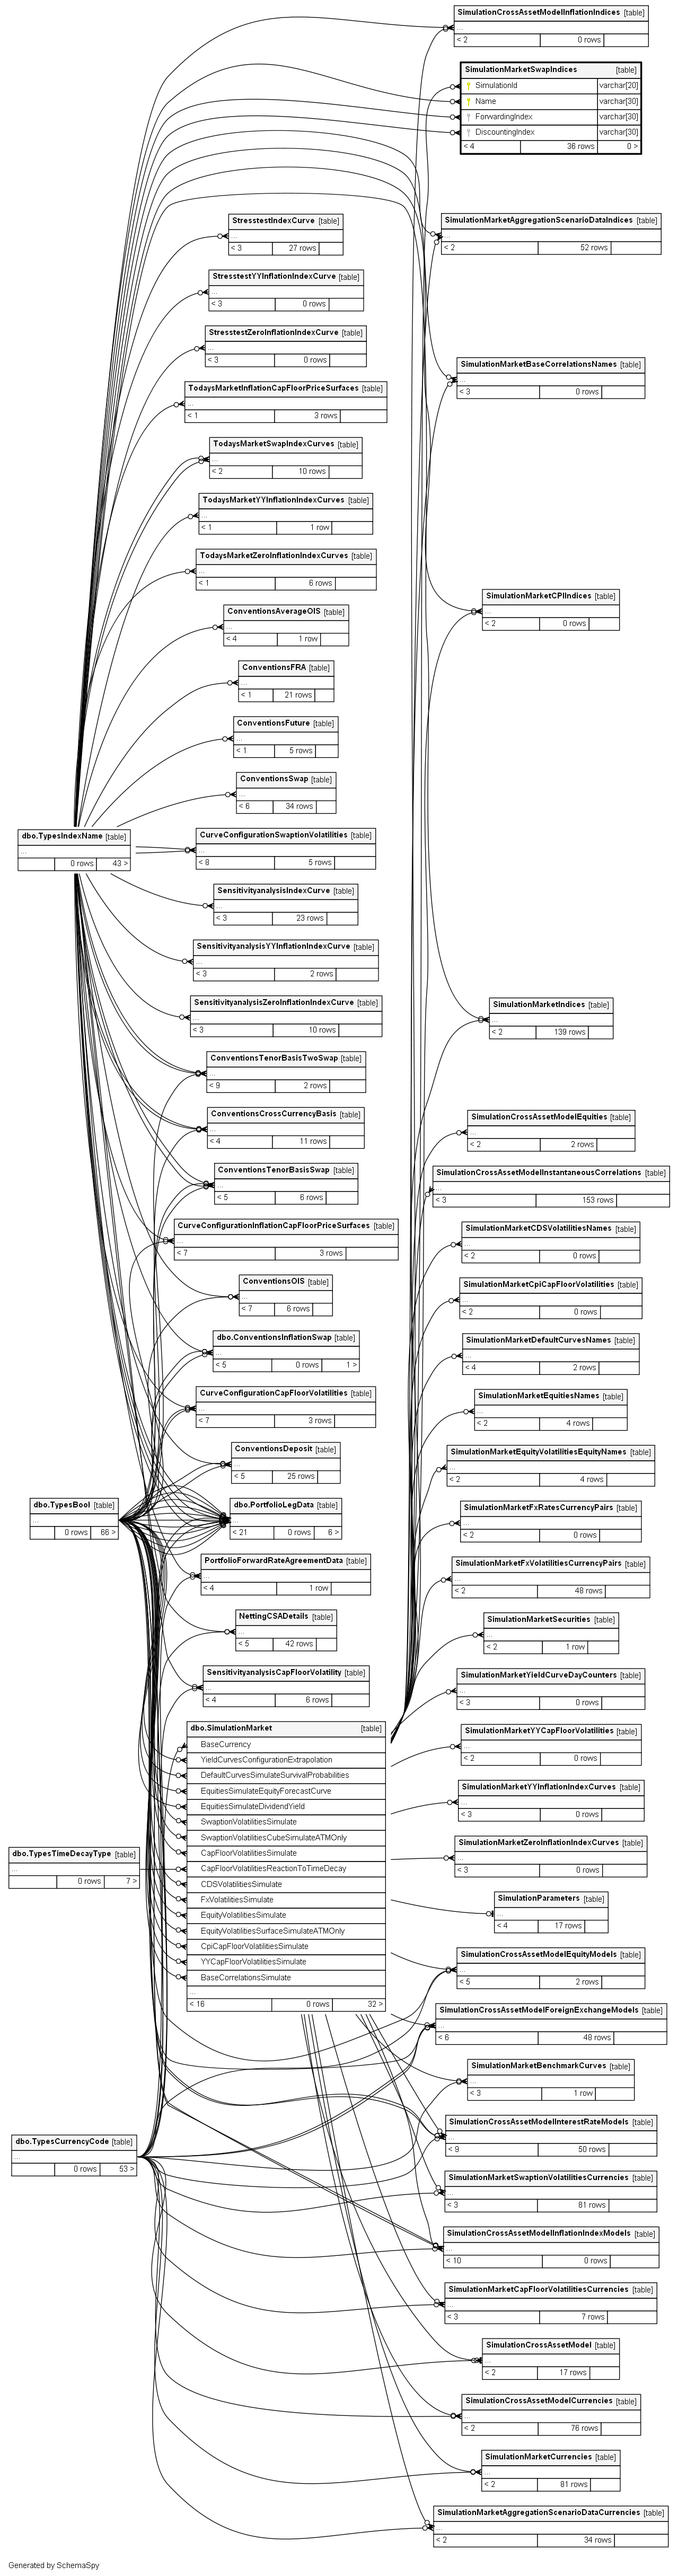 SimulationCrossAssetModelInflationIndices [table]
...
< 2 0 rows
SimulationMarketSwapIndices [table]
SimulationId varchar[20]
Name varchar[30]
ForwardingIndex varchar[30]
DiscountingIndex varchar[30]
< 4 36 rows 0 >
StresstestIndexCurve [table]
...
< 3 27 rows
SimulationMarketAggregationScenarioDataIndices [table]
...
< 2 52 rows
StresstestYYInflationIndexCurve [table]
...
< 3 0 rows
StresstestZeroInflationIndexCurve [table]
...
< 3 0 rows
SimulationMarketBaseCorrelationsNames [table]
...
< 3 0 rows
TodaysMarketInflationCapFloorPriceSurfaces [table]
...
< 1 3 rows
TodaysMarketSwapIndexCurves [table]
...
< 2 10 rows
TodaysMarketYYInflationIndexCurves [table]
...
< 1 1 row
TodaysMarketZeroInflationIndexCurves [table]
...
< 1 6 rows
SimulationMarketCPIIndices [table]
...
< 2 0 rows
ConventionsAverageOIS [table]
...
< 4 1 row
ConventionsFRA [table]
...
< 1 21 rows
ConventionsFuture [table]
...
< 1 5 rows
ConventionsSwap [table]
...
< 6 34 rows
dbo.TypesIndexName [table]
...
0 rows 43 >
CurveConfigurationSwaptionVolatilities [table]
...
< 8 5 rows
SensitivityanalysisIndexCurve [table]
...
< 3 23 rows
SensitivityanalysisYYInflationIndexCurve [table]
...
< 3 2 rows
SensitivityanalysisZeroInflationIndexCurve [table]
...
< 3 10 rows
SimulationMarketIndices [table]
...
< 2 139 rows
ConventionsTenorBasisTwoSwap [table]
...
< 9 2 rows
ConventionsCrossCurrencyBasis [table]
...
< 4 11 rows
SimulationCrossAssetModelEquities [table]
...
< 2 2 rows
ConventionsTenorBasisSwap [table]
...
< 5 6 rows
SimulationCrossAssetModelInstantaneousCorrelations [table]
...
< 3 153 rows
CurveConfigurationInflationCapFloorPriceSurfaces [table]
...
< 7 3 rows
SimulationMarketCDSVolatilitiesNames [table]
...
< 2 0 rows
ConventionsOIS [table]
...
< 7 6 rows
SimulationMarketCpiCapFloorVolatilities [table]
...
< 2 0 rows
dbo.ConventionsInflationSwap [table]
...
< 5 0 rows 1 >
SimulationMarketDefaultCurvesNames [table]
...
< 4 2 rows
CurveConfigurationCapFloorVolatilities [table]
...
< 7 3 rows
SimulationMarketEquitiesNames [table]
...
< 2 4 rows
ConventionsDeposit [table]
...
< 5 25 rows
SimulationMarketEquityVolatilitiesEquityNames [table]
...
< 2 4 rows
dbo.TypesBool [table]
...
0 rows 66 >
dbo.PortfolioLegData [table]
...
< 21 0 rows 6 >
SimulationMarketFxRatesCurrencyPairs [table]
...
< 2 0 rows
PortfolioForwardRateAgreementData [table]
...
< 4 1 row
SimulationMarketFxVolatilitiesCurrencyPairs [table]
...
< 2 48 rows
NettingCSADetails [table]
...
< 5 42 rows
SimulationMarketSecurities [table]
...
< 2 1 row
SensitivityanalysisCapFloorVolatility [table]
...
< 4 6 rows
SimulationMarketYieldCurveDayCounters [table]
...
< 3 0 rows
dbo.SimulationMarket [table]
BaseCurrency
YieldCurvesConfigurationExtrapolation
DefaultCurvesSimulateSurvivalProbabilities
EquitiesSimulateEquityForecastCurve
EquitiesSimulateDividendYield
SwaptionVolatilitiesSimulate
SwaptionVolatilitiesCubeSimulateATMOnly
CapFloorVolatilitiesSimulate
CapFloorVolatilitiesReactionToTimeDecay
CDSVolatilitiesSimulate
FxVolatilitiesSimulate
EquityVolatilitiesSimulate
EquityVolatilitiesSurfaceSimulateATMOnly
CpiCapFloorVolatilitiesSimulate
YYCapFloorVolatilitiesSimulate
BaseCorrelationsSimulate
...
< 16 0 rows 32 >
SimulationMarketYYCapFloorVolatilities [table]
...
< 2 0 rows
SimulationMarketYYInflationIndexCurves [table]
...
< 3 0 rows
dbo.TypesTimeDecayType [table]
...
0 rows 7 >
SimulationMarketZeroInflationIndexCurves [table]
...
< 3 0 rows
SimulationParameters [table]
...
< 4 17 rows
SimulationCrossAssetModelEquityModels [table]
...
< 5 2 rows
SimulationCrossAssetModelForeignExchangeModels [table]
...
< 6 48 rows
SimulationMarketBenchmarkCurves [table]
...
< 3 1 row
SimulationCrossAssetModelInterestRateModels [table]
...
< 9 50 rows
dbo.TypesCurrencyCode [table]
...
0 rows 53 >
SimulationMarketSwaptionVolatilitiesCurrencies [table]
...
< 3 81 rows
SimulationCrossAssetModelInflationIndexModels [table]
...
< 10 0 rows
SimulationMarketCapFloorVolatilitiesCurrencies [table]
...
< 3 7 rows
SimulationCrossAssetModel [table]
...
< 2 17 rows
SimulationCrossAssetModelCurrencies [table]
...
< 2 76 rows
SimulationMarketCurrencies [table]
...
< 2 81 rows
SimulationMarketAggregationScenarioDataCurrencies [table]
...
< 2 34 rows
Generated by SchemaSpy